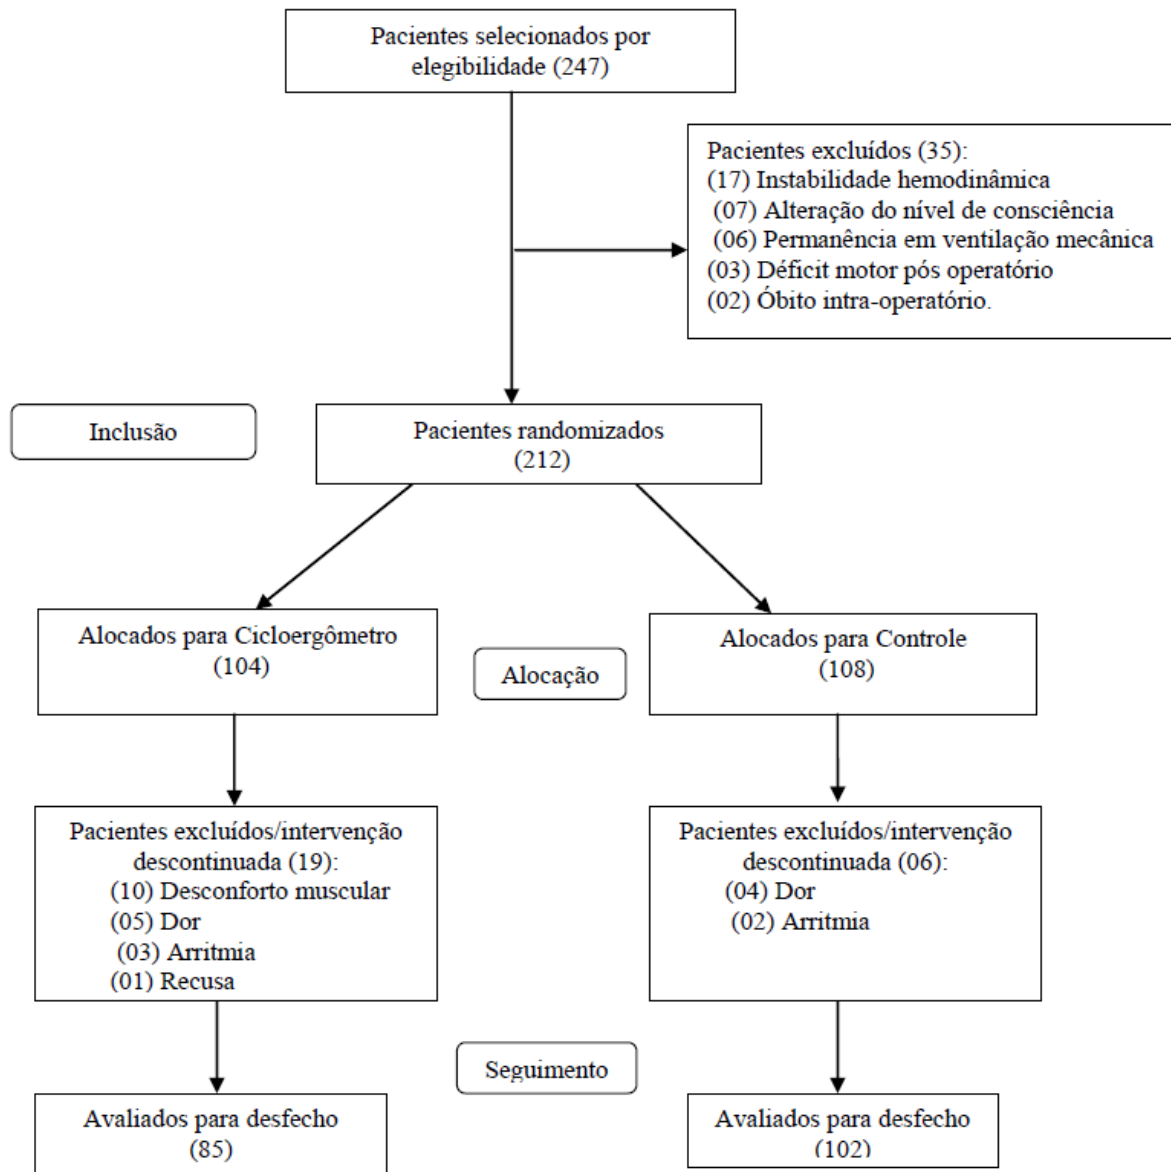 Pacientes selecionados por
elegibilidade (247)
Pacientes excluídos (35):
(17) Instabilidade hemodinâmica
(07) Alteração do nível de consciência
(06) Permanência em ventilação mecânica
(03) Déficit motor pós operatório
(02) Óbito intra-operatório.
Inclusão
Pacientes randomizados
(212)
Alocados para Cicloergômetro
(104)
Alocação
Alocados para Controle
(108)
Pacientes excluídos/intervenção
descontinuada (19):
(10) Desconforto muscular
(05) Dor
(03) Arritmia
(01) Recusa
Pacientes excluídos/intervenção
descontinuada (06):
(04) Dor
(02) Arritmia
Seguimento
Avaliados para desfecho
(85)
Avaliados para desfecho
(102)